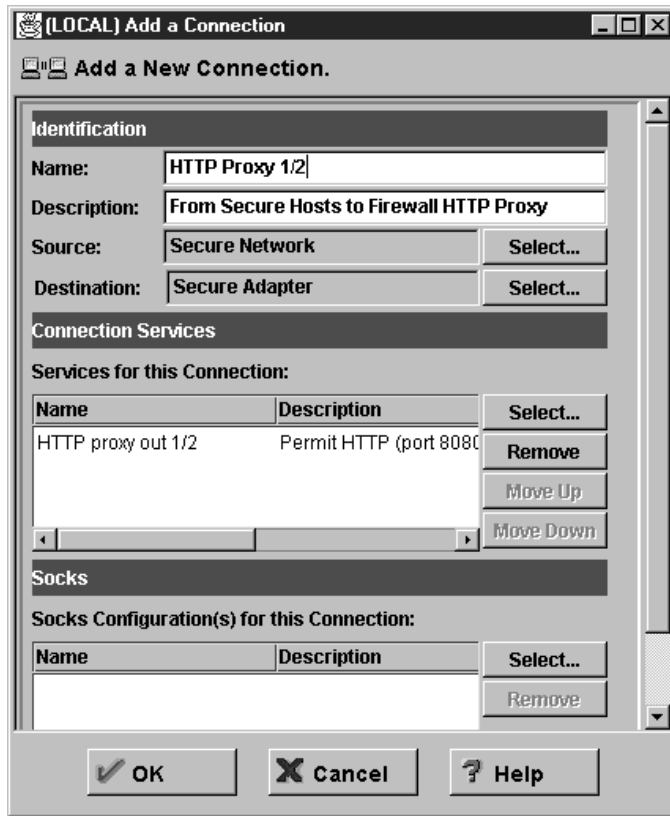 (LOCAL) Add a Connection
Add a New Connection.
Identification
Name: HTTP Proxy 1/2
Description: From Secure Hosts to Firewall HTTP Proxy
Source: Secure Network Select...
Destination: Secure Adapter Select...
Connection Services
Services for this Connection:
Name Description Select...
HTTP proxy out 1/2 Permit HTTP (port 8080
Remove
Move Up
Move Down
Socks
Socks Configuration(s) for this Connection:
Name Description Select...
Remove
OK Cancel Help